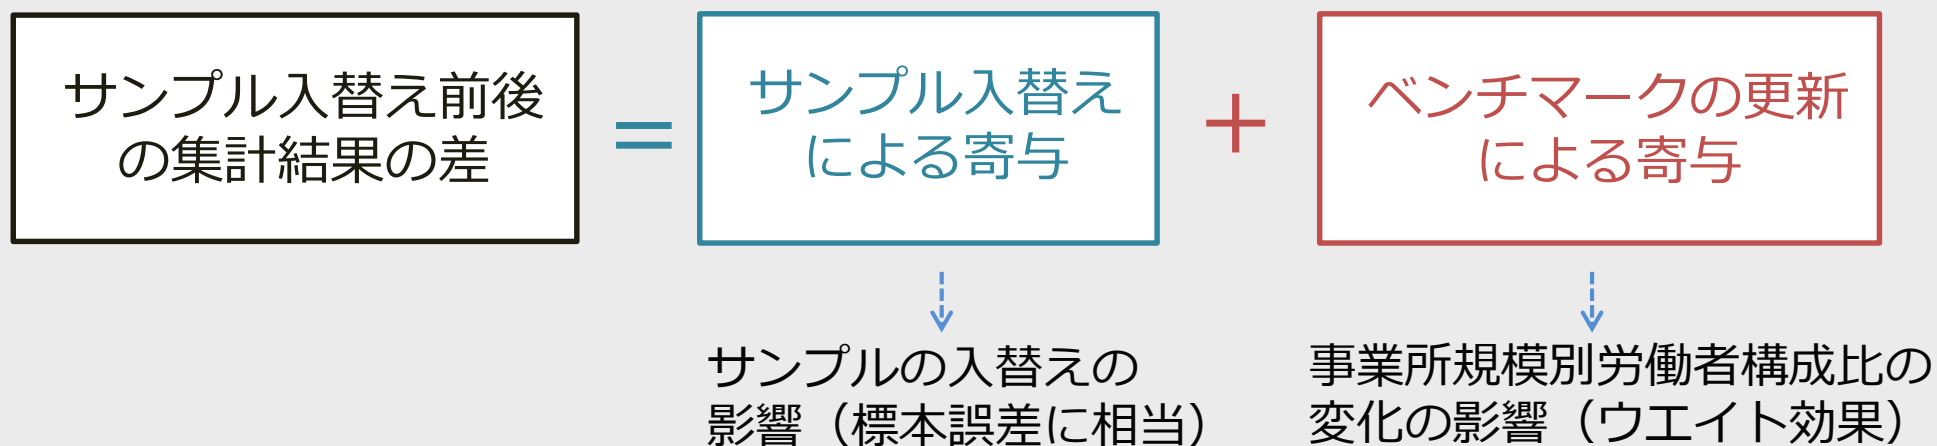 サンプル入替え前後
の集計結果の差
=
サンプル入替え
による寄与
+
ベンチマークの更新
による寄与
サンプルの入替えの
影響（標本誤差に相当）
事業所規模別労働者構成比の
変化の影響（ウエイト効果）